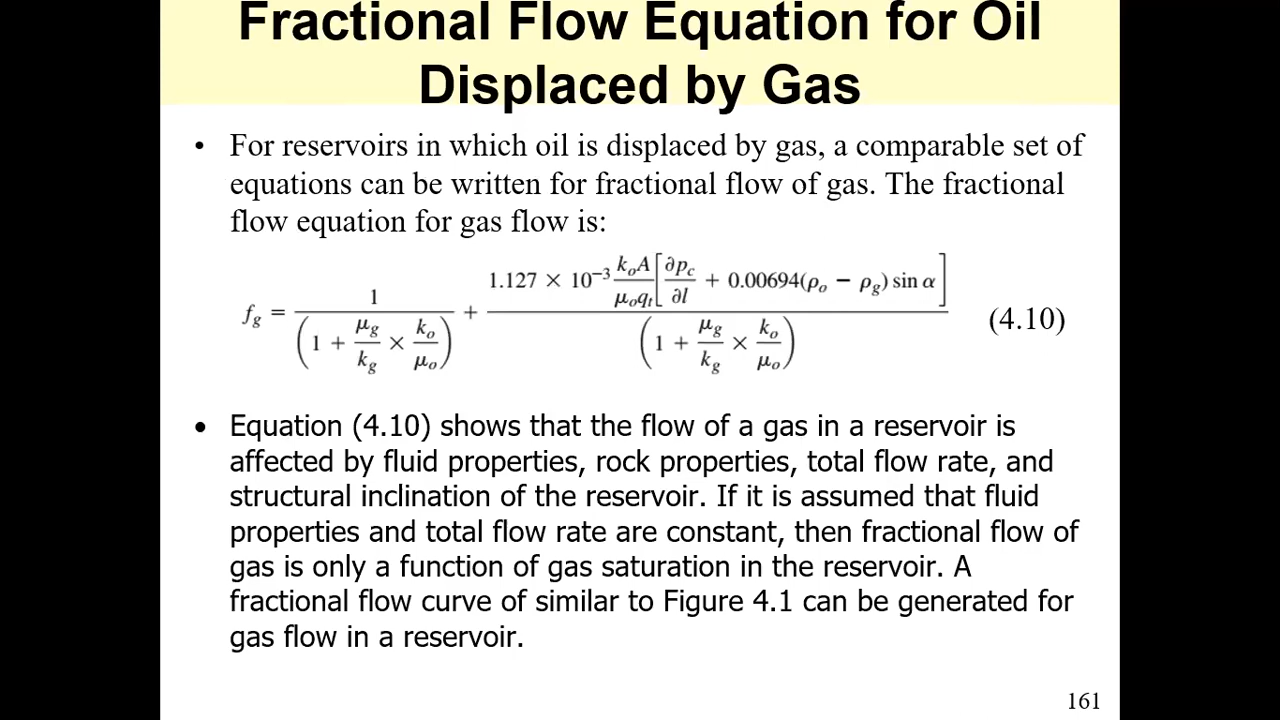 Fractional Flow Equation for Oil
Displaced by Gas
• For reservoirs in which oil is displaced by gas, a comparable set of
equations can be written for fractional flow of gas. The fractional
flow equation for gas flow is:
f_g = 1 / (1 + μ_g/k_g × k_o/μ_o) + 1.127 × 10⁻³ k_oA/μ_oq_t [∂p_c/∂l + 0.00694(ρ_o − ρ_g) sin α] / (1 + μ_g/k_g × k_o/μ_o) (4.10)
• Equation (4.10) shows that the flow of a gas in a reservoir is
affected by fluid properties, rock properties, total flow rate, and
structural inclination of the reservoir. If it is assumed that fluid
properties and total flow rate are constant, then fractional flow of
gas is only a function of gas saturation in the reservoir. A
fractional flow curve of similar to Figure 4.1 can be generated for
gas flow in a reservoir.
161